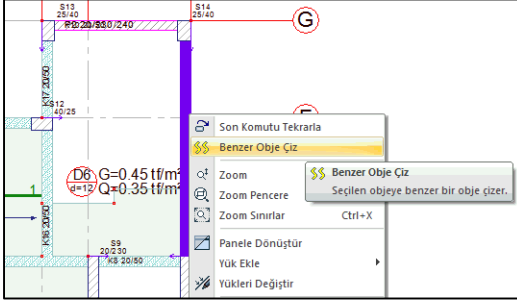 S13
25/40
S14
25/40
G
K17 20/50
S12
40/25
D6
d=12
G=0.45 tf/m²
Q=0.35 tf/m²
1
K16 20/50
S9
20/230
K8 20/50
Son Komutu Tekrarla
Benzer Obje Çiz
Zoom
Zoom Pencere
Zoom Sınırlar Ctrl+X
Panele Dönüştür
Yük Ekle
Yükleri Değiştir
Benzer Obje Çiz
Seçilen objeye benzer bir obje çizer.